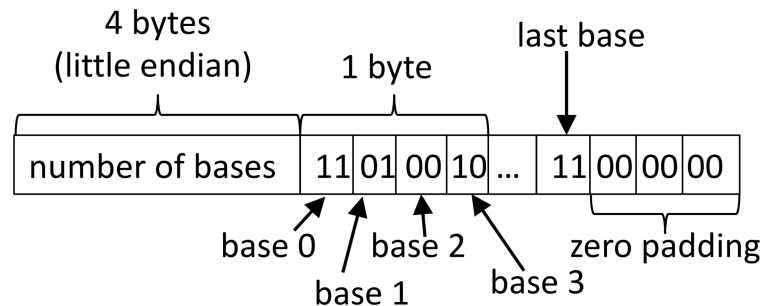 4 bytes
(little endian)
1 byte
last base
number of bases
11 01 00 10 ... 11 00 00 00
base 0
base 2
zero padding
base 1
base 3